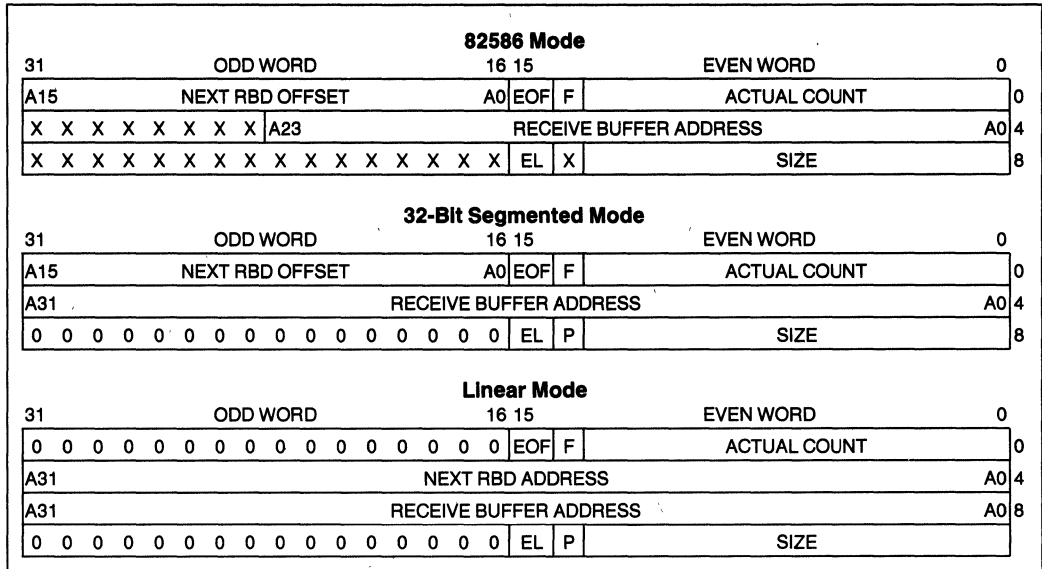 82586 Mode
31 ODD WORD 16 15 EVEN WORD 0
A15 NEXT RBD OFFSET A0 EOF F ACTUAL COUNT 0
X X X X X X X X A23 RECEIVE BUFFER ADDRESS A0 4
X X X X X X X X X X X X X X X X EL X SIZE 8
32-Bit Segmented Mode
31 ODD WORD 16 15 EVEN WORD 0
A15 NEXT RBD OFFSET A0 EOF F ACTUAL COUNT 0
A31 RECEIVE BUFFER ADDRESS A0 4
0 0 0 0 0 0 0 0 0 0 0 0 0 0 0 0 EL P SIZE 8
Linear Mode
31 ODD WORD 16 15 EVEN WORD 0
0 0 0 0 0 0 0 0 0 0 0 0 0 0 0 0 EOF F ACTUAL COUNT 0
A31 NEXT RBD ADDRESS A0 4
A31 RECEIVE BUFFER ADDRESS A0 8
0 0 0 0 0 0 0 0 0 0 0 0 0 0 0 0 EL P SIZE